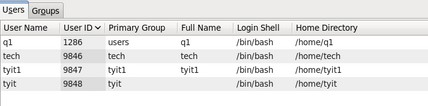 Users Groups
User Name User ID Primary Group Full Name Login Shell Home Directory
q1 1286 users q1 /bin/bash /home/q1
tech 9846 tech tech /bin/bash /home/tech
tyit1 9847 tyit1 tyit1 /bin/bash /home/tyit1
tyit 9848 tyit /bin/bash /home/tyit